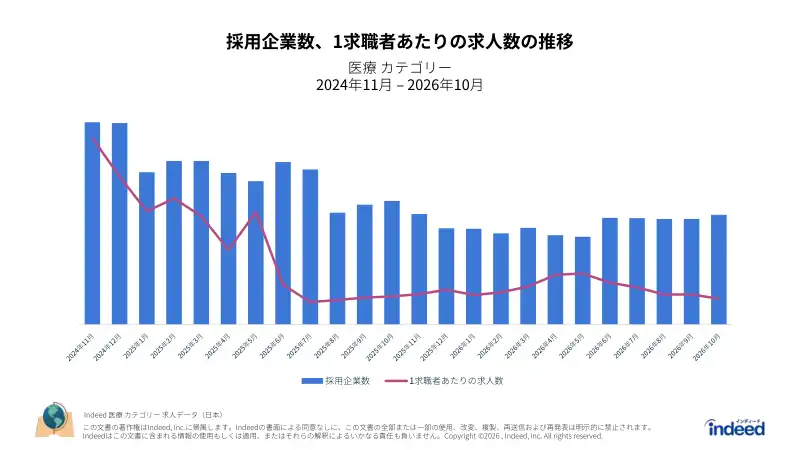 採用企業数、1求職者あたりの求人数の推移
医療 カテゴリー
2024年11月 – 2026年10月
2024年11月
2024年12月
2025年1月
2025年2月
2025年3月
2025年4月
2025年5月
2025年6月
2025年7月
2025年8月
2025年9月
2025年10月
2025年11月
2025年12月
2026年1月
2026年2月
2026年3月
2026年4月
2026年5月
2026年6月
2026年7月
2026年8月
2026年9月
2026年10月
採用企業数
1求職者あたりの求人数
Indeed 医療 カテゴリー 求人データ（日本）
この文書の著作権はIndeed, Inc.に帰属します。Indeedの書面による同意なしに、この文書の全部または一部の使用、改変、複製、再送信および再発表は明示的に禁止されます。
Indeedはこの文書に含まれる情報の使用もしくは適用、またはそれらの解釈によるいかなる責任も負いません。Copyright ©2026 , Indeed, Inc. All rights reserved.
インディード
indeed